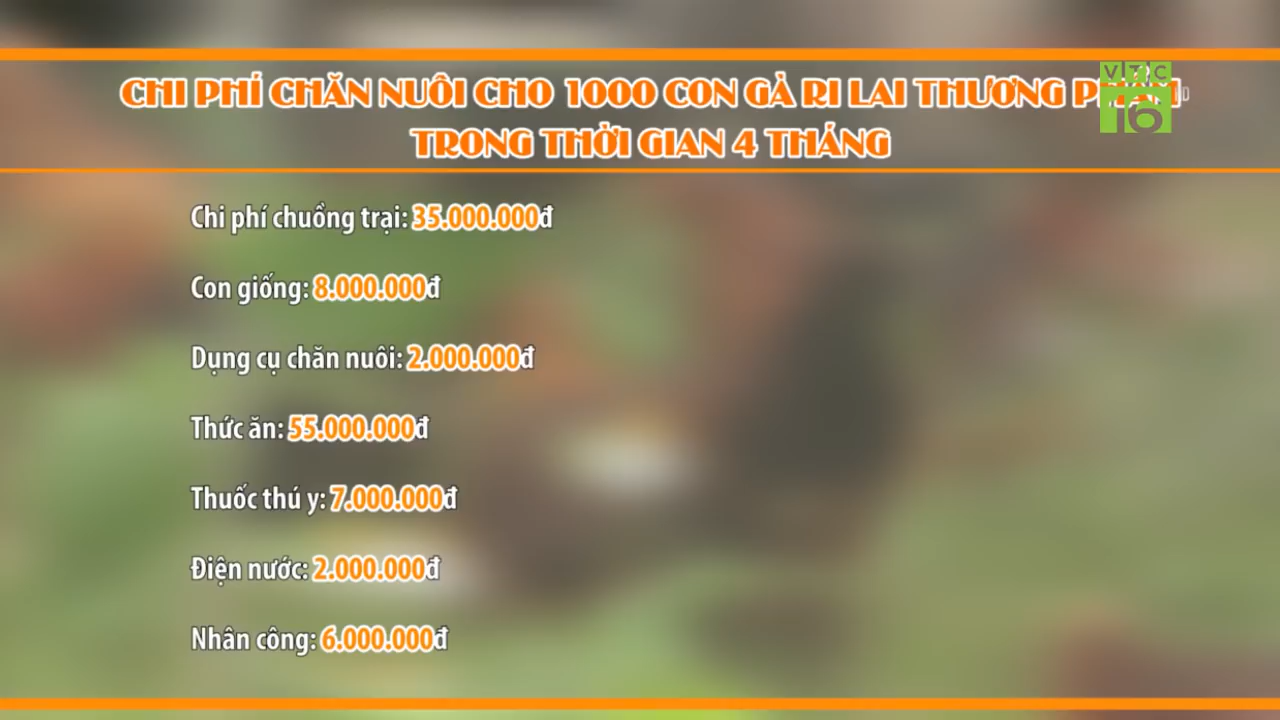 CHI PHÍ CHĂN NUÔI CHO 1000 CON GÀ RI LAI THƯƠNG
TRONG THỜI GIAN 4 THÁNG
VTC
16
Chi phí chuồng trại: 35.000.000đ
Con giống: 8.000.000đ
Dụng cụ chăn nuôi: 2.000.000đ
Thức ăn: 55.000.000đ
Thuốc thú y: 7.000.000đ
Điện nước: 2.000.000đ
Nhân công: 6.000.000đ